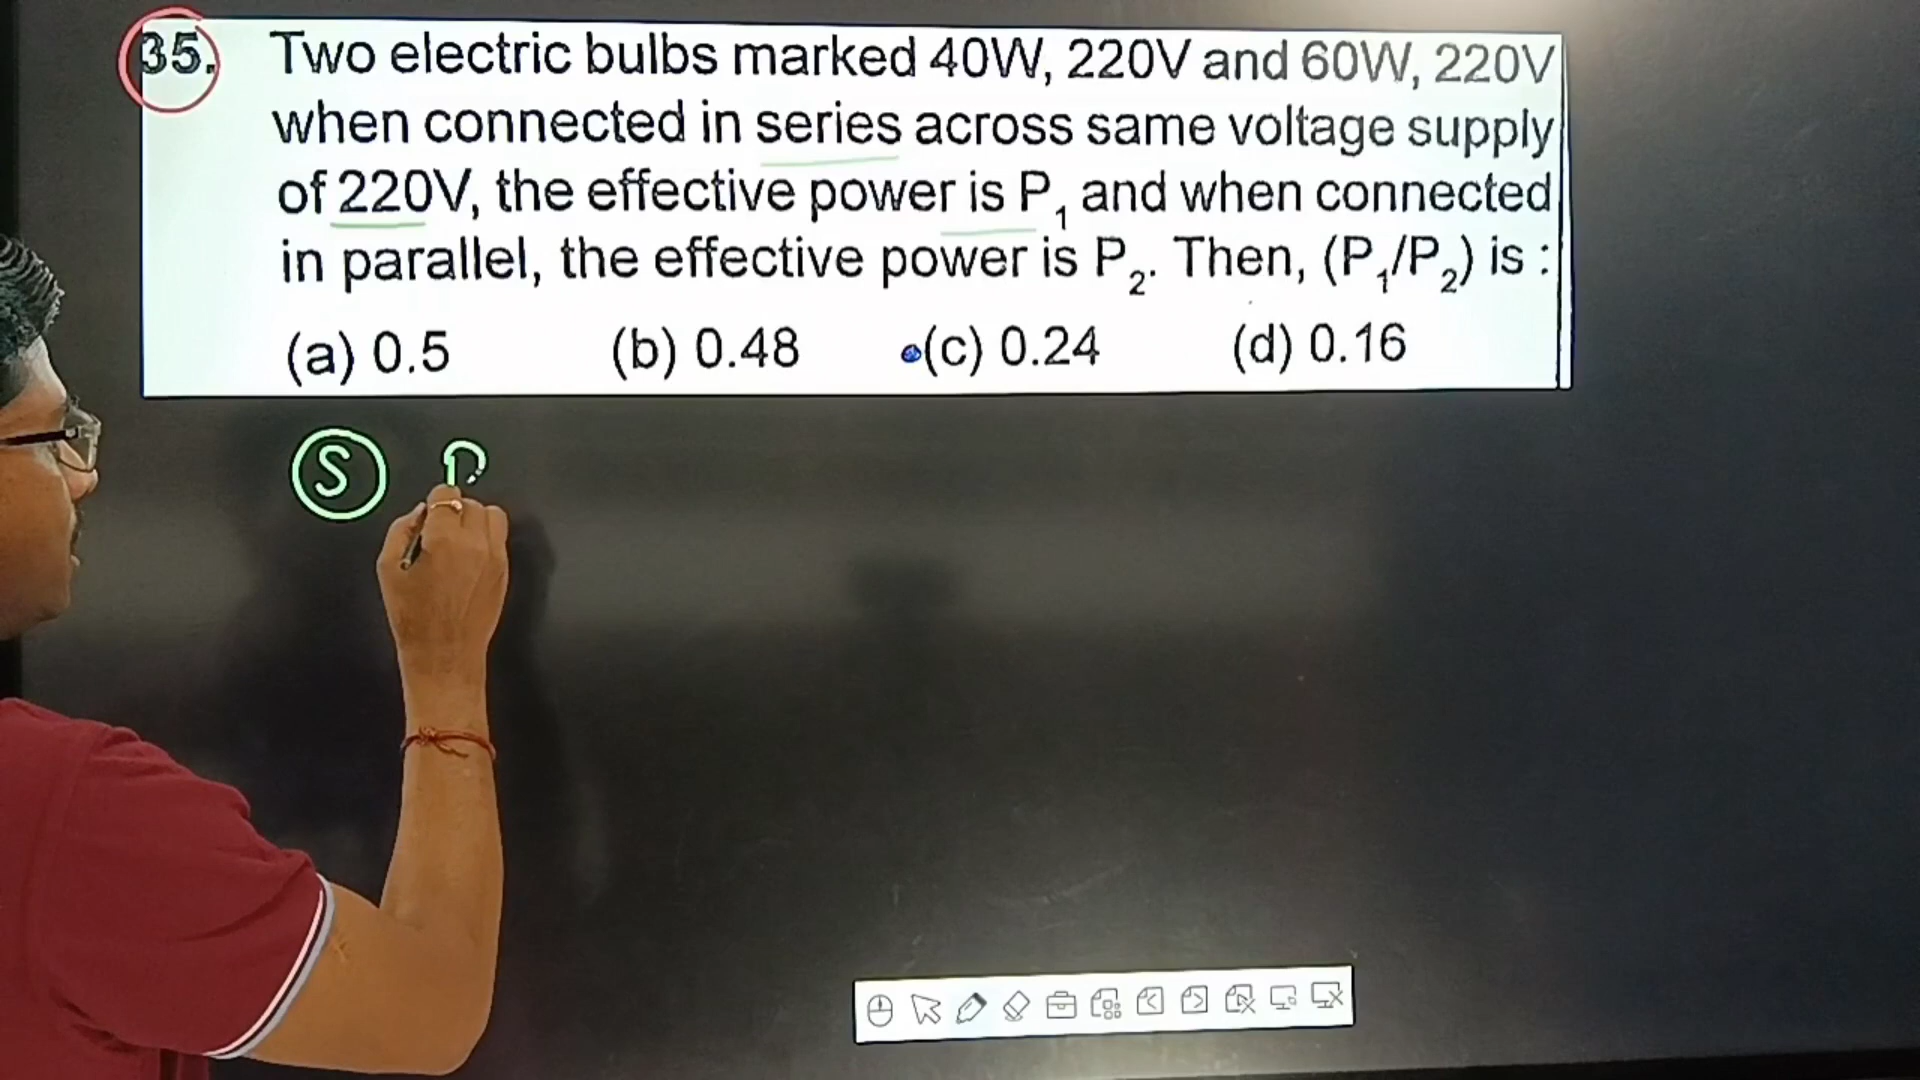 35. Two electric bulbs marked 40W, 220V and 60W, 220V
when connected in series across same voltage supply
of 220V, the effective power is P₁ and when connected
in parallel, the effective power is P₂. Then, (P₁/P₂) is :
(a) 0.5 (b) 0.48 (c) 0.24 (d) 0.16
S P